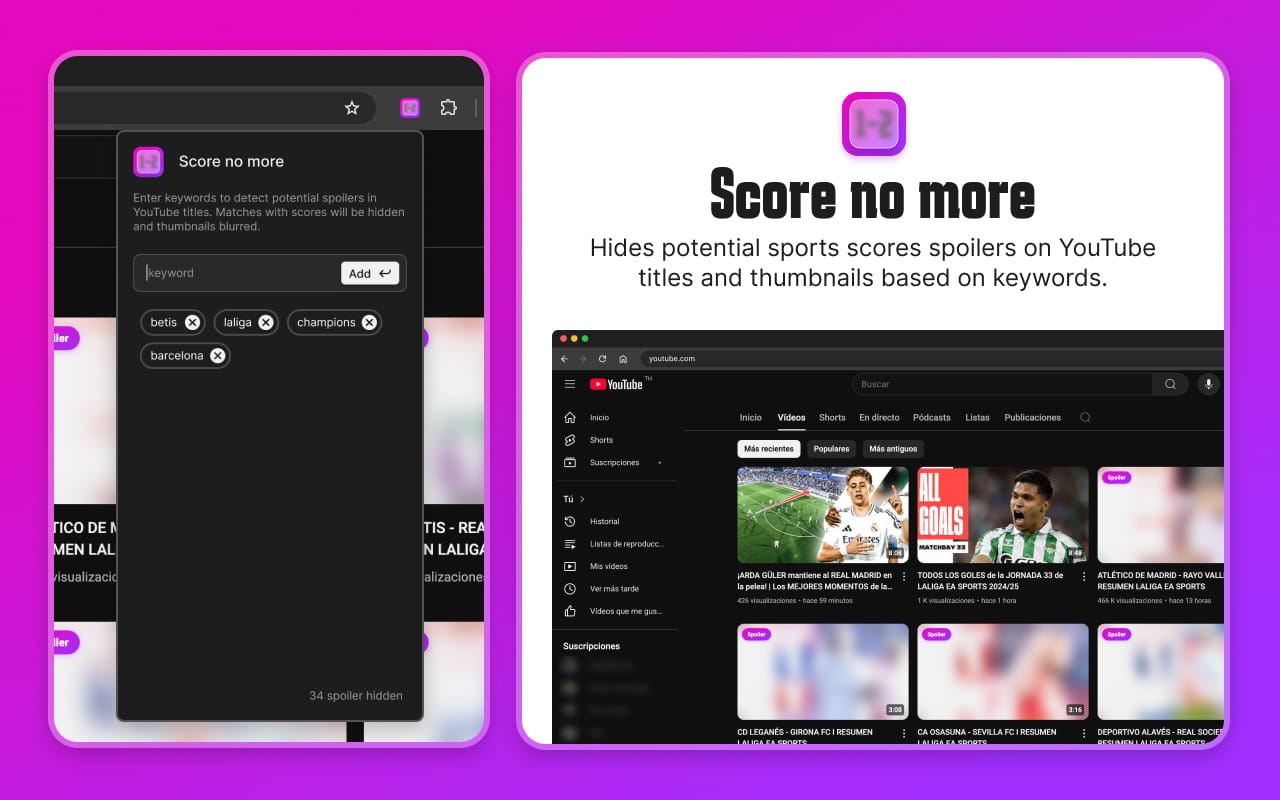 1-2
Score no more
Enter keywords to detect potential spoilers in
YouTube titles. Matches with scores will be hidden
and thumbnails blurred.
keyword
Add
betis
laliga
champions
barcelona
iler
TICO DE M
MEN LAL
visualizacio
TIS - REA
N LALIGA
alizaciones
iler
34 spoiler hidden
1-2
Score no more
Hides potential sports scores spoilers on YouTube
titles and thumbnails based on keywords.
youtube.com
YouTube TH
Buscar
Inicio
Shorts
Suscripciones
Tú
Historial
Listas de reproducc...
Mis vídeos
Ver más tarde
Vídeos que me gus...
Suscripciones
Inicio Vídeos Shorts En directo Pódcasts Listas Publicaciones
Más recientes Populares Más antiguos
Emirates
8:08
¡ARDA GÜLER mantiene al REAL MADRID en
la pelea! | Los MEJORES MOMENTOS de la...
426 visualizaciones • hace 59 minutos
ALL
GOALS
MATCHDAY 33
8:48
TODOS LOS GOLES de la JORNADA 33 de
LALIGA EA SPORTS 2024/25
1 K visualizaciones • hace 1 hora
Spoiler
ATLÉTICO DE MADRID - RAYO VALL
RESUMEN LALIGA EA SPORTS
466 K visualizaciones • hace 13 horas
Spoiler
3:08
CD LEGANÉS - GIRONA FC I RESUMEN
LALIGA EA SPORTS
Spoiler
3:16
CA OSASUNA - SEVILLA FC I RESUMEN
LALIGA EA SPORTS
Spoiler
DEPORTIVO ALAVÉS - REAL SOCIE
RESUMEN LALIGA EA SPORTS